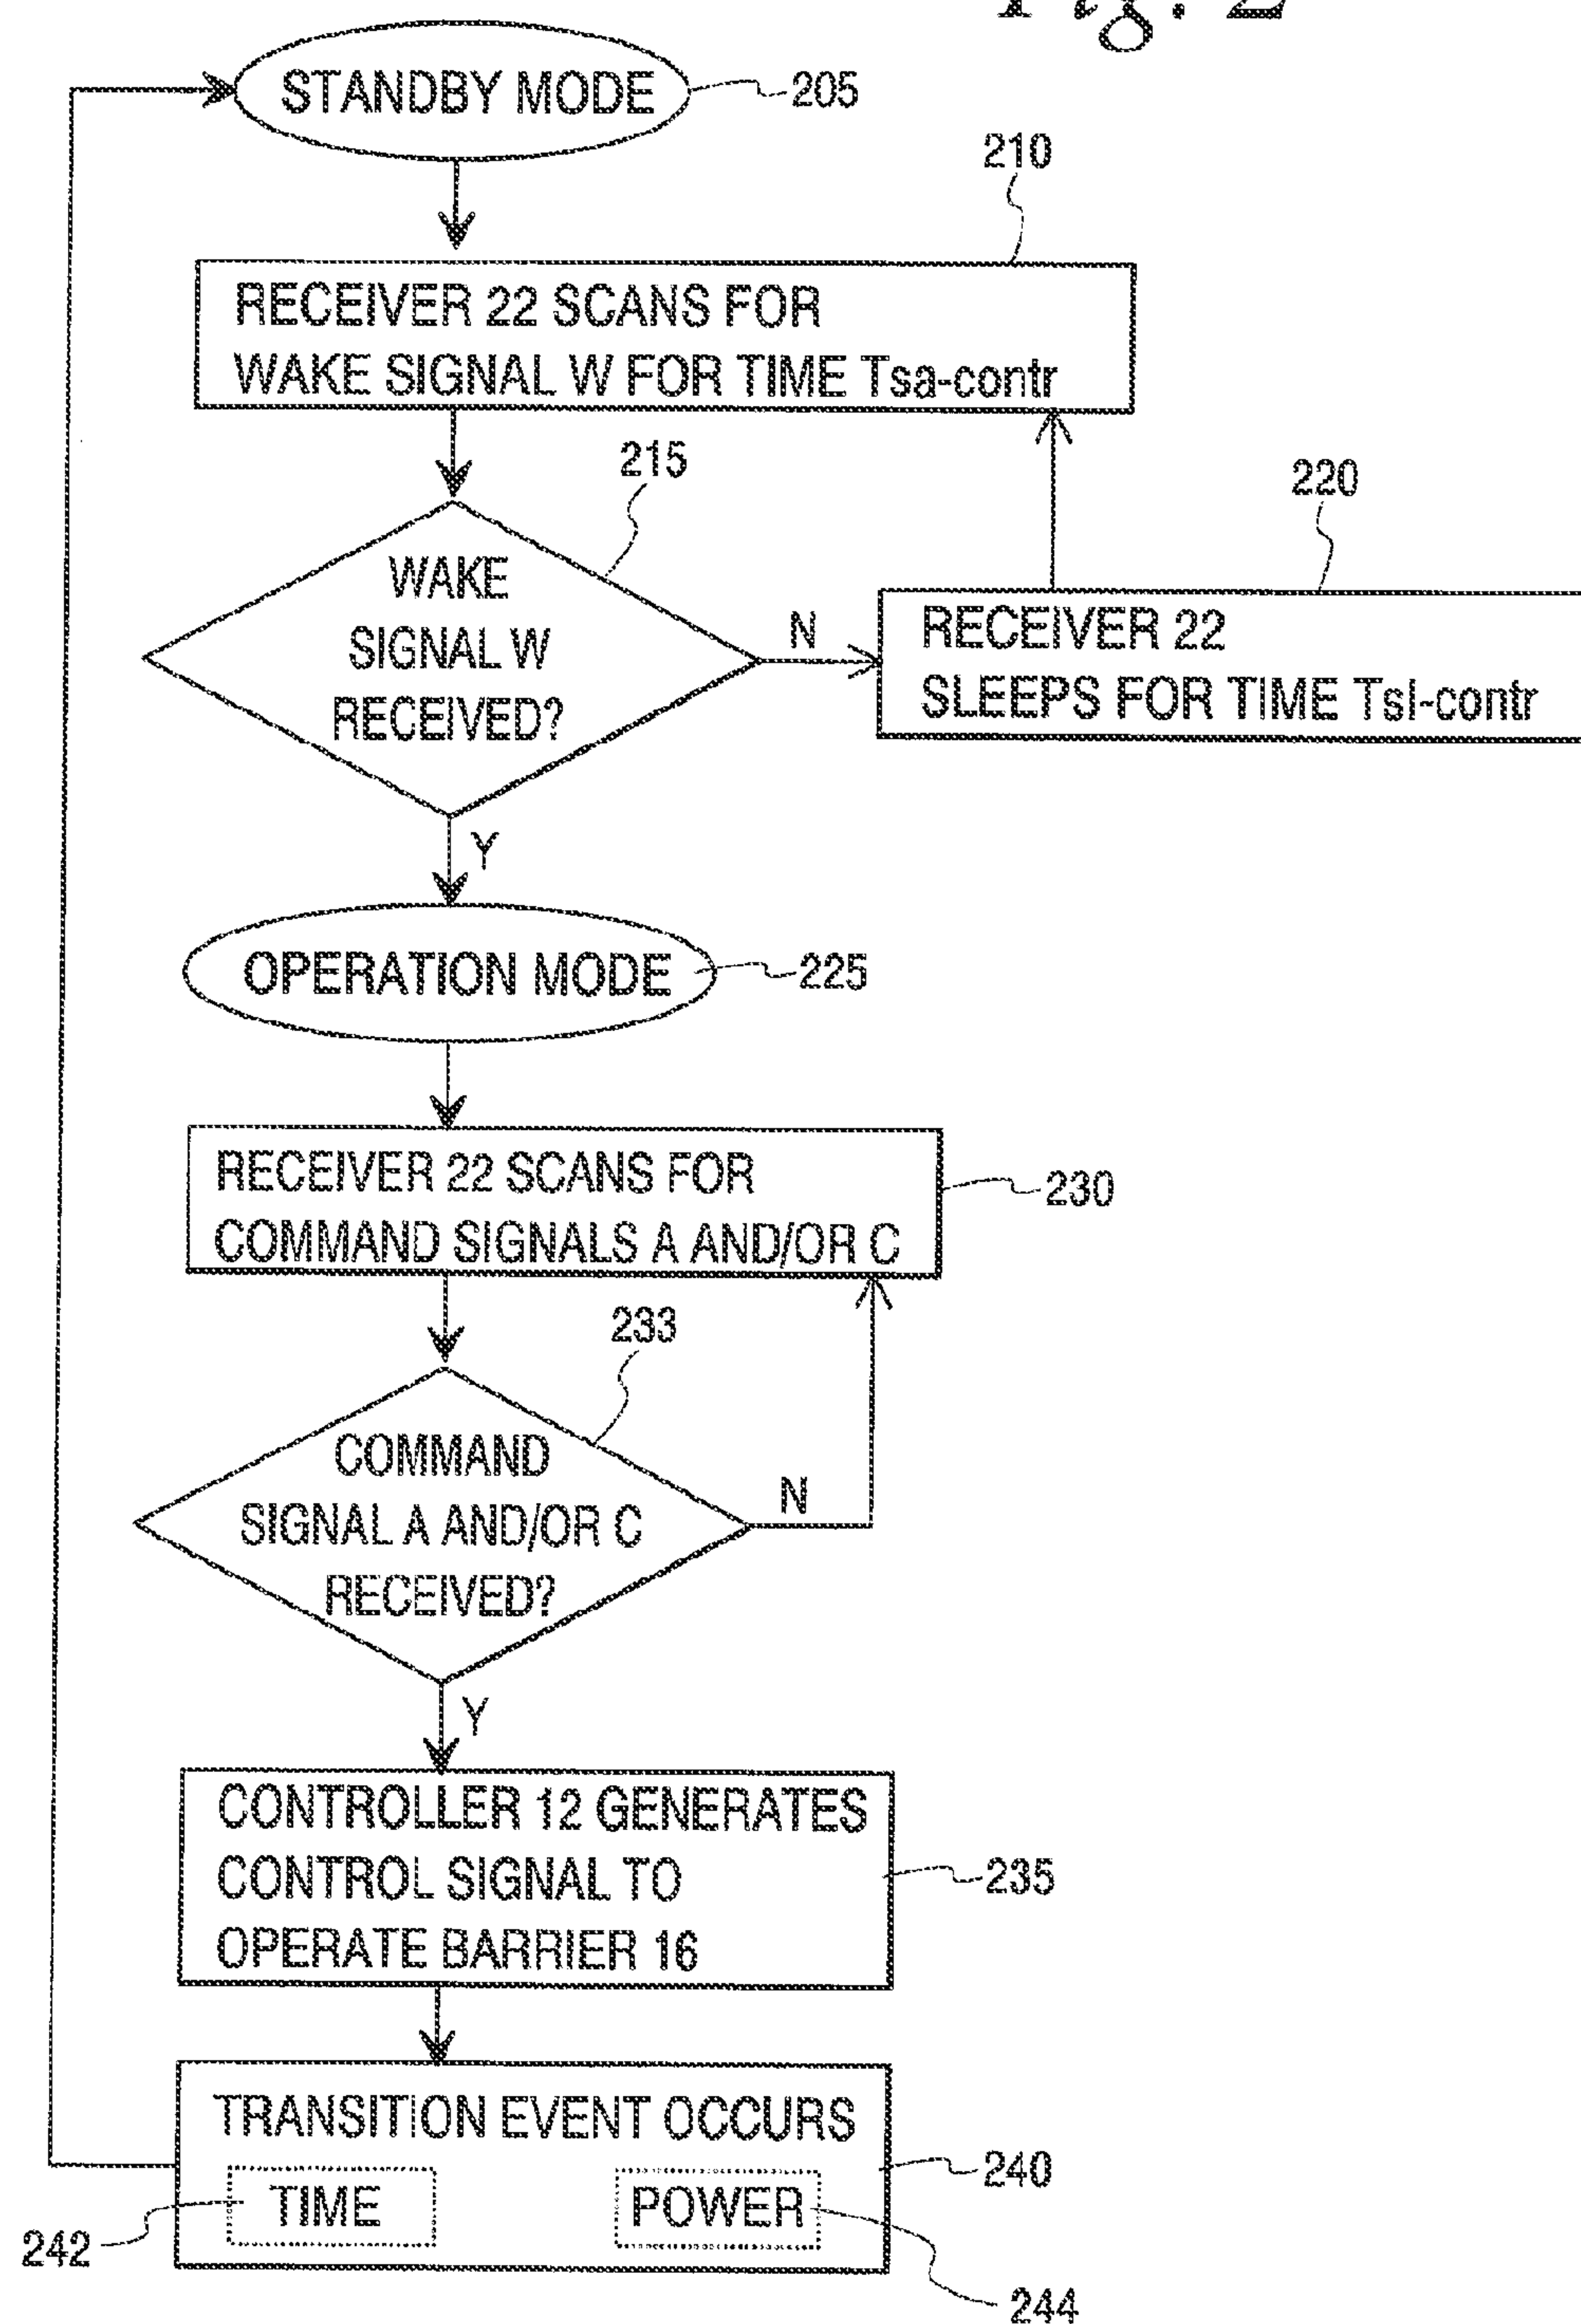 Fig. 2
STANDBY MODE
205
210
RECEIVER 22 SCANS FOR
WAKE SIGNAL W FOR TIME Tsa-contr
215
220
WAKE
SIGNAL W
RECEIVED?
N
RECEIVER 22
SLEEPS FOR TIME Tsl-contr
Y
OPERATION MODE
225
RECEIVER 22 SCANS FOR
COMMAND SIGNALS A AND/OR C
230
233
COMMAND
SIGNAL A AND/OR C
RECEIVED?
N
Y
CONTROLLER 12 GENERATES
CONTROL SIGNAL TO
OPERATE BARRIER 16
235
TRANSITION EVENT OCCURS
240
TIME
POWER
242
244